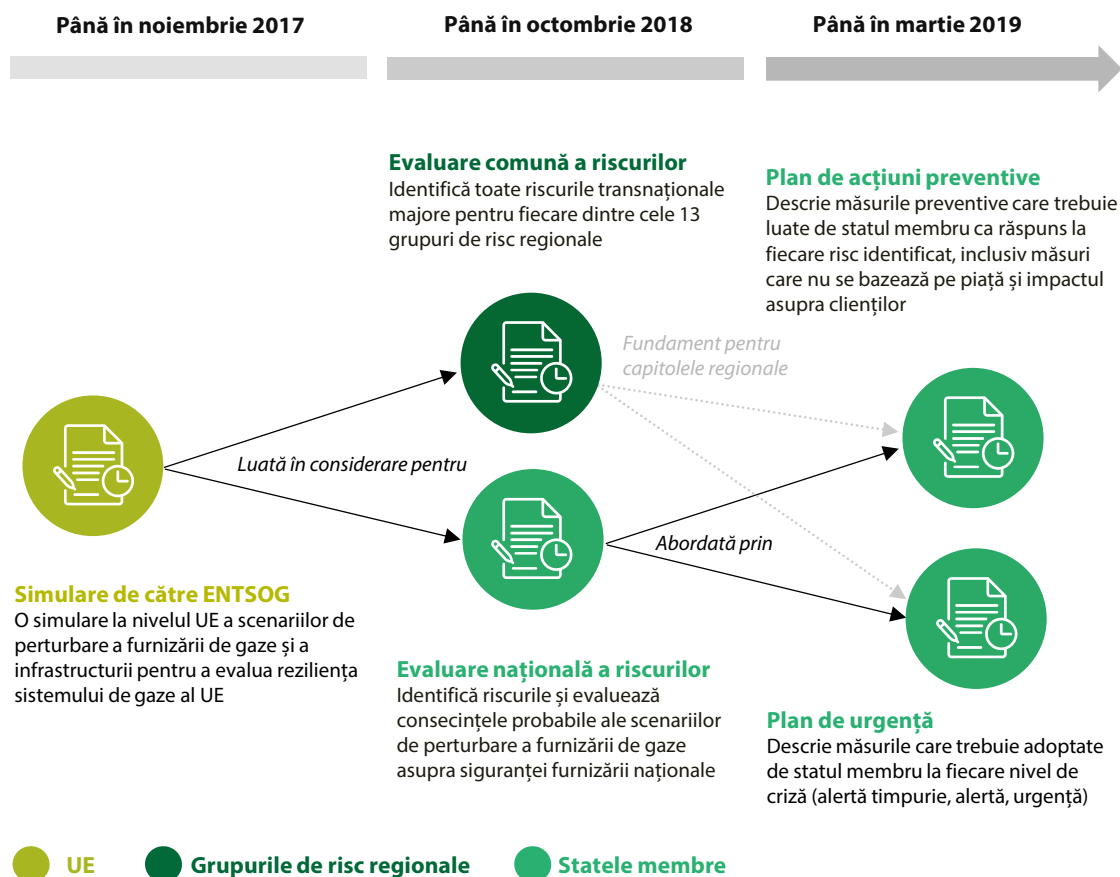 Până în noiembrie 2017
Până în octombrie 2018
Până în martie 2019
Evaluare comună a riscurilor
Identifică toate riscurile transnaționale
majore pentru fiecare dintre cele 13
grupuri de risc regionale
Plan de acțiuni preventive
Descrie măsurile preventive care trebuie
luate de statul membru ca răspuns la
fiecare risc identificat, inclusiv măsuri
care nu se bazează pe piață și impactul
asupra clienților
Fundament pentru
capitolele regionale
Luată în considerare pentru
Abordată prin
Simulare de către ENTSOG
O simulare la nivelul UE a scenariilor de
perturbare a furnizării de gaze și a
infrastructurii pentru a evalua reziliența
sistemului de gaze al UE
Evaluare națională a riscurilor
Identifică riscurile și evaluează
consecințele probabile ale scenariilor
de perturbare a furnizării de gaze
asupra siguranței furnizării naționale
Plan de urgență
Descrie măsurile care trebuie adoptate
de statul membru la fiecare nivel de
criză (alertă timpurie, alertă, urgență)
UE
Grupurile de risc regionale
Statele membre